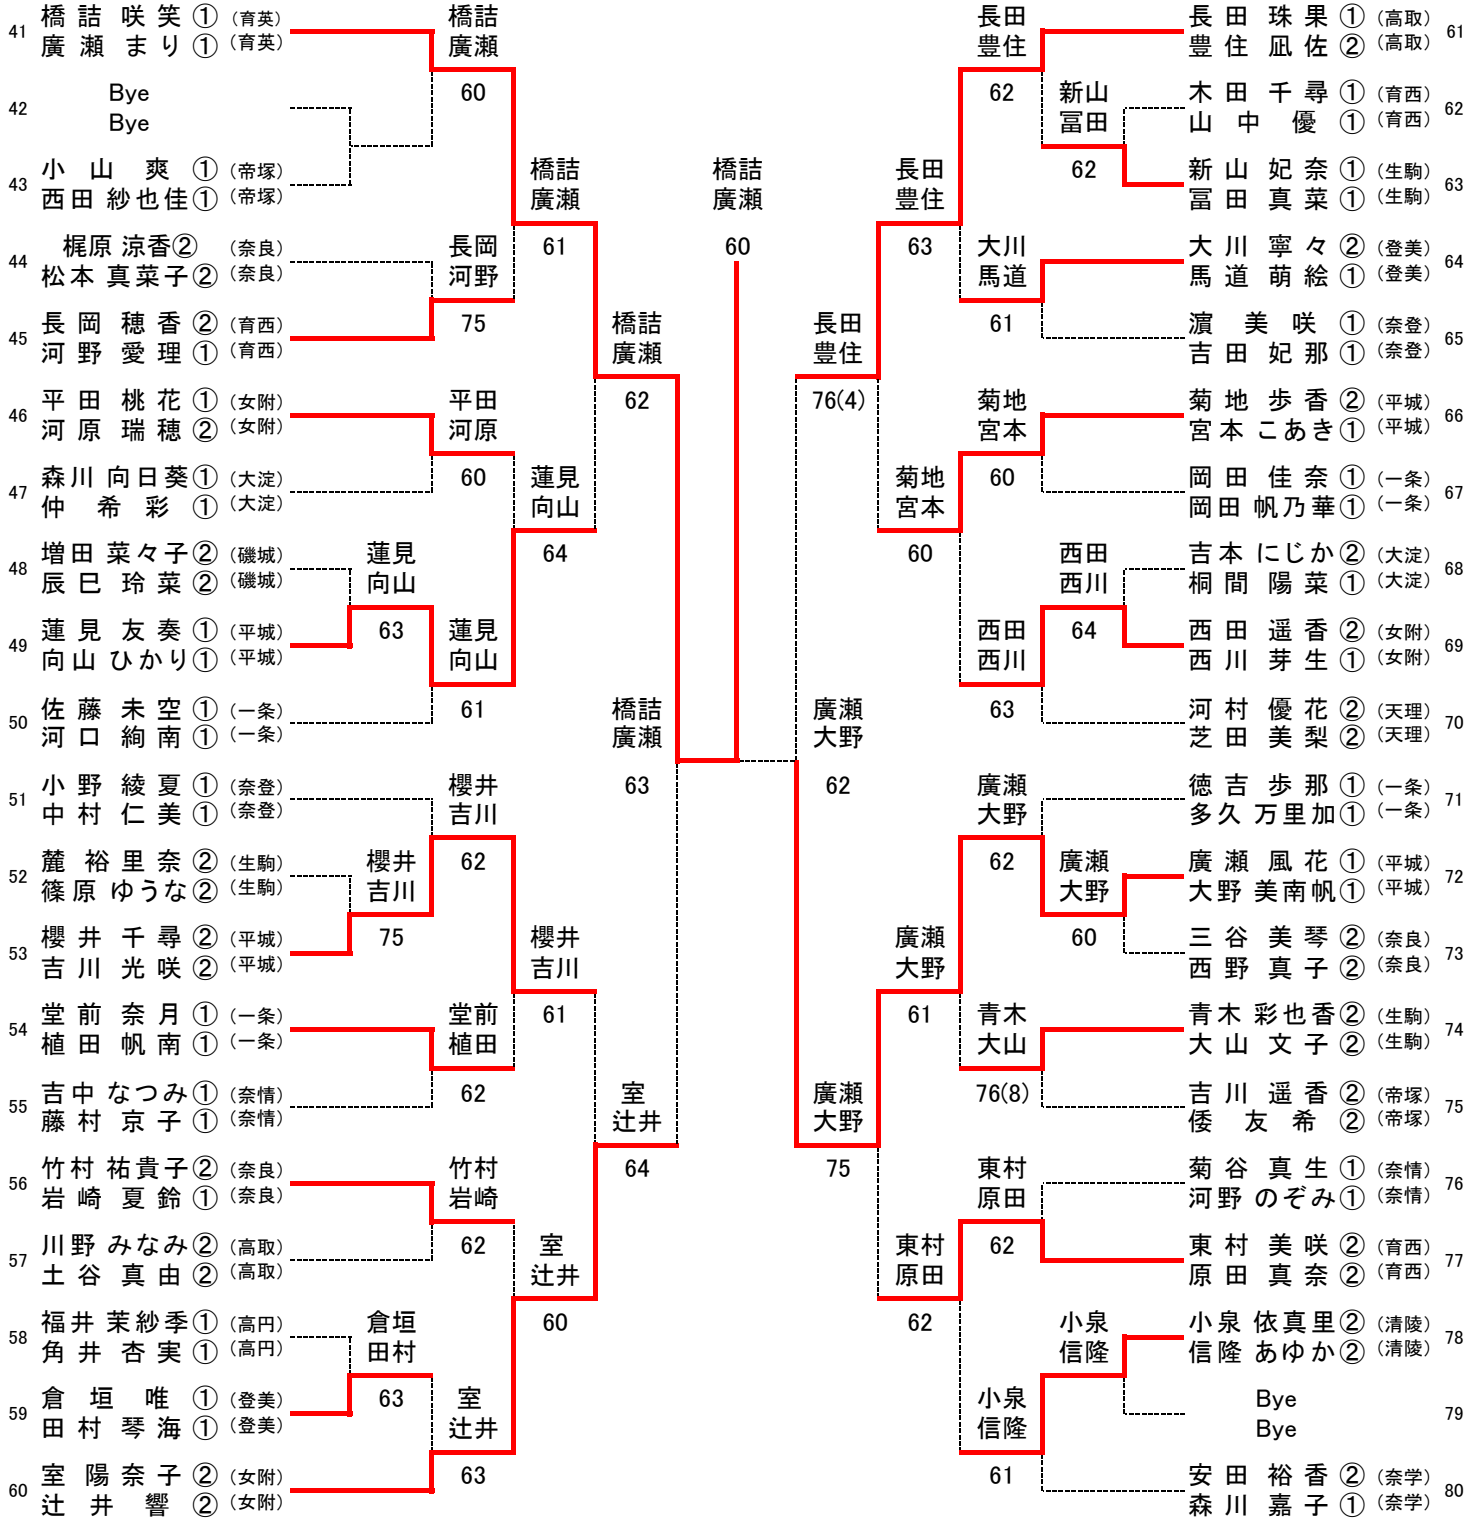 41 橋詰 咲笑① (育英)
廣瀬 まり① (育英)
42 Bye
Bye
43 小山 爽① (帝塚)
西田 紗也佳① (帝塚)
44 梶原 涼香② (奈良)
松本 真菜子② (奈良)
45 長岡 穂香② (育西)
河野 愛理① (育西)
46 平田 桃花① (女附)
河原 瑞穂② (女附)
47 森川 向日葵① (大淀)
仲 希彩① (大淀)
48 増田 菜々子② (磯城)
辰巳 玲菜② (磯城)
49 蓮見 友奏① (平城)
向山 ひかり① (平城)
50 佐藤 未空① (一条)
河口 絢南① (一条)
51 小野 綾夏① (奈登)
中村 仁美① (奈登)
52 麓 裕里奈② (生駒)
篠原 ゆうな② (生駒)
53 櫻井 千尋② (平城)
吉川 光咲② (平城)
54 堂前 奈月① (一条)
植田 帆南① (一条)
55 吉中 なつみ① (奈情)
藤村 京子① (奈情)
56 竹村 祐貴子② (奈良)
岩崎 夏鈴① (奈良)
57 川野 みなみ② (高取)
土谷 真由② (高取)
58 福井 茉紗季① (高円)
角井 杏実① (高円)
59 倉垣 唯① (登美)
田村 琴海① (登美)
60 室 陽奈子② (女附)
辻井 響② (女附)
蓮見
向山
63
櫻井
吉川
75
倉垣
田村
63
橋詰
廣瀬
60
長岡
河野
75
平田
河原
60
蓮見
向山
61
櫻井
吉川
62
堂前
植田
62
竹村
岩崎
62
室
辻井
63
橋詰
廣瀬
61
蓮見
向山
64
櫻井
吉川
61
室
辻井
60
橋詰
廣瀬
62
室
辻井
64
橋詰
廣瀬
63
橋詰
廣瀬
60
廣瀬
大野
62
長田
豊住
76(4)
廣瀬
大野
75
長田
豊住
63
菊地
宮本
60
廣瀬
大野
61
東村
原田
62
長田
豊住
62
大川
馬道
61
菊地
宮本
60
西田
西川
63
廣瀬
大野
62
青木
大山
76(8)
東村
原田
62
小泉
信隆
61
新山
冨田
62
西田
西川
64
廣瀬
大野
60
小泉
信隆
長田 珠果① (高取) 61
豊住 凪佐② (高取)
木田 千尋① (育西) 62
山中 優① (育西)
新山 妃奈① (生駒) 63
冨田 真菜① (生駒)
大川 寧々② (登美) 64
馬道 萌絵① (登美)
濵 美咲① (奈登) 65
吉田 妃那① (奈登)
菊地 歩香② (平城) 66
宮本 こあき① (平城)
岡田 佳奈① (一条) 67
岡田 帆乃華① (一条)
吉本 にじか② (大淀) 68
桐間 陽菜① (大淀)
西田 遥香② (女附) 69
西川 芽生① (女附)
河村 優花② (天理) 70
芝田 美梨② (天理)
徳吉 歩那① (一条) 71
多久 万里加① (一条)
廣瀬 風花① (平城) 72
大野 美南帆① (平城)
三谷 美琴② (奈良) 73
西野 真子② (奈良)
青木 彩也香② (生駒) 74
大山 文子② (生駒)
吉川 遥香② (帝塚) 75
倭 友希② (帝塚)
菊谷 真生① (奈情) 76
河野 のぞみ① (奈情)
東村 美咲② (育西) 77
原田 真奈② (育西)
小泉 依真里② (清陵) 78
信隆 あゆか② (清陵)
Bye 79
Bye
安田 裕香② (奈学) 80
森川 嘉子① (奈学)